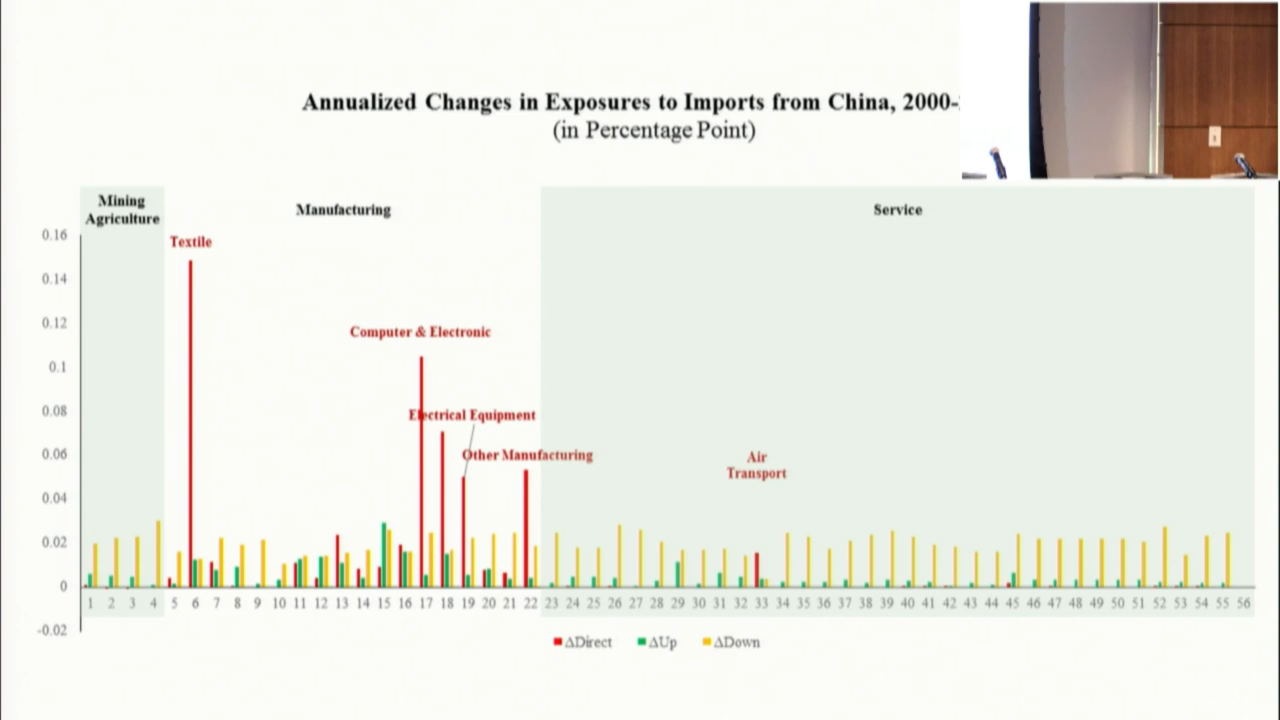 Annualized Changes in Exposures to Imports from China, 2000-
(in Percentage Point)
Mining
Agriculture
Manufacturing
Service
0.16
0.14
0.12
0.1
0.08
0.06
0.04
0.02
0
-0.02
Textile
Computer & Electronic
Electrical Equipment
Other Manufacturing
Air
Transport
1 2 3 4 5 6 7 8 9 10 11 12 13 14 15 16 17 18 19 20 21 22 23 24 25 26 27 28 29 30 31 32 33 34 35 36 37 38 39 40 41 42 43 44 45 46 47 48 49 50 51 52 53 54 55 56
ΔDirect ΔUp ΔDown